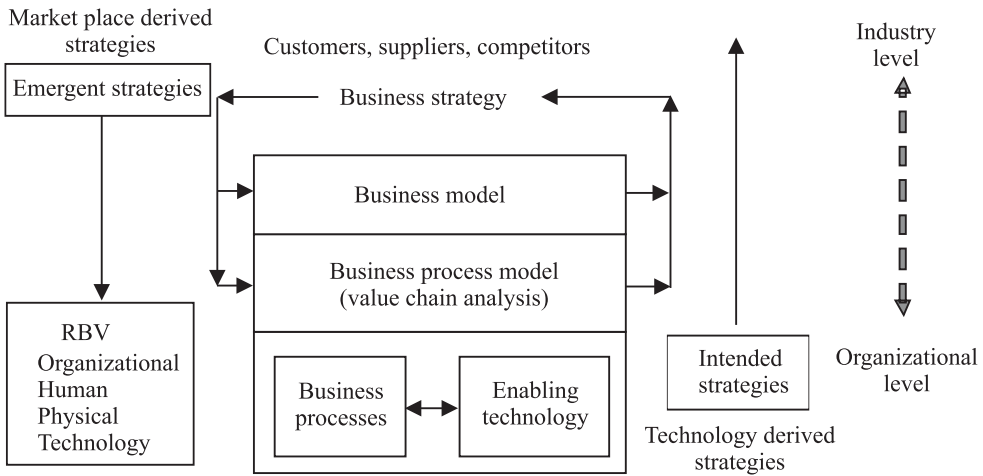 Market place derived
strategies
Emergent strategies
Customers, suppliers, competitors
Business strategy
Industry
level
Business model
Business process model
(value chain analysis)
RBV
Organizational
Human
Physical
Technology
Business
processes
Enabling
technology
Intended
strategies
Technology derived
strategies
Organizational
level